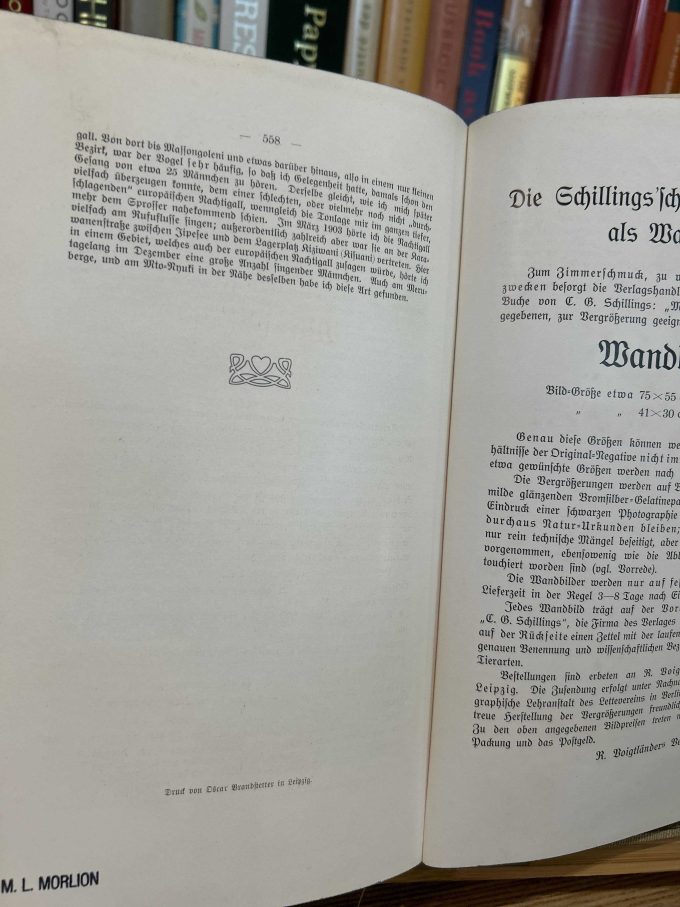 Pap
Book
— 558 —
gali. Von dort bis Maſſongoleni und etwas darüber hinaus, alſo in einem nur kleinen
Bezirk, war der Vogel ſehr häufig, ſo daß ich Gelegenheit hatte, damals ſchon den
Geſang von etwa 25 Männchen zu hören. Derſelbe gleicht, wie ich mich ſpäter
vielfach überzeugen konnte, dem einer ſchlechten, oder vielmehr noch nicht „durch-
ſchlagenden“ europäiſchen Nachtigall, wenngleich die Tonlage mir im ganzen tiefer,
mehr dem Sproſſer nahekommend ſchien. Im März 1903 hörte ich die Nachtigall
vielfach am Rufufluſſe ſingen; außerordentlich zahlreich aber war ſie an der Kara-
wanenſtraße zwiſchen Jipeſee und dem Lagerplatz Kiziwani (Kiſuani) vertreten. Hier
in einem Gebiet, welches auch der europäiſchen Nachtigall zuſagen würde, hörte ich
tagelang im Dezember eine große Anzahl ſingender Männchen. Auch am Meru-
berge, und am Mto-Nyuki in der Nähe desſelben habe ich dieſe Art gefunden.
Druck von Oscar Brandſtetter in Leipzig.
M. L. MORLION
Die Schillings'ſch
als Wa
Zum Zimmerſchmuck, zu w
zwecken beſorgt die Verlagshandl
Buche von C. G. Schillings: „M
gegebenen, zur Vergrößerung geeign
Wandb
Bild-Größe etwa 75×55
„ „ 41×30 c
Genau dieſe Größen können we
hältniſſe der Original-Negative nicht im
etwa gewünſchte Größen werden nach
Die Vergrößerungen werden auf B
milde glänzenden Bromſilber-Gelatinepa
Eindruck einer ſchwarzen Photographie
durchaus Natur-Urkunden bleiben;
nur rein techniſche Mängel beſeitigt, aber
vorgenommen, ebenſowenig wie die Abb
touchiert worden ſind (vgl. Vorrede).
Die Wandbilder werden nur auf feſ
Lieferzeit in der Regel 3—8 Tage nach Ei
Jedes Wandbild trägt auf der Vor
„C. G. Schillings“, die Firma des Verlages
auf der Rückſeite einen Zettel mit der laufen
genauen Benennung und wiſſenſchaftlichen Bez
Tierarten.
Beſtellungen ſind erbeten an R. Voig
Leipzig. Die Zuſendung erfolgt unter Nachn
graphiſche Lehranſtalt des Lettevereins in Berli
treue Herſtellung der Vergrößerungen freundlich
Zu den oben angegebenen Bildpreiſen treten n
Packung und das Poſtgeld.
R. Voigtländers Ve